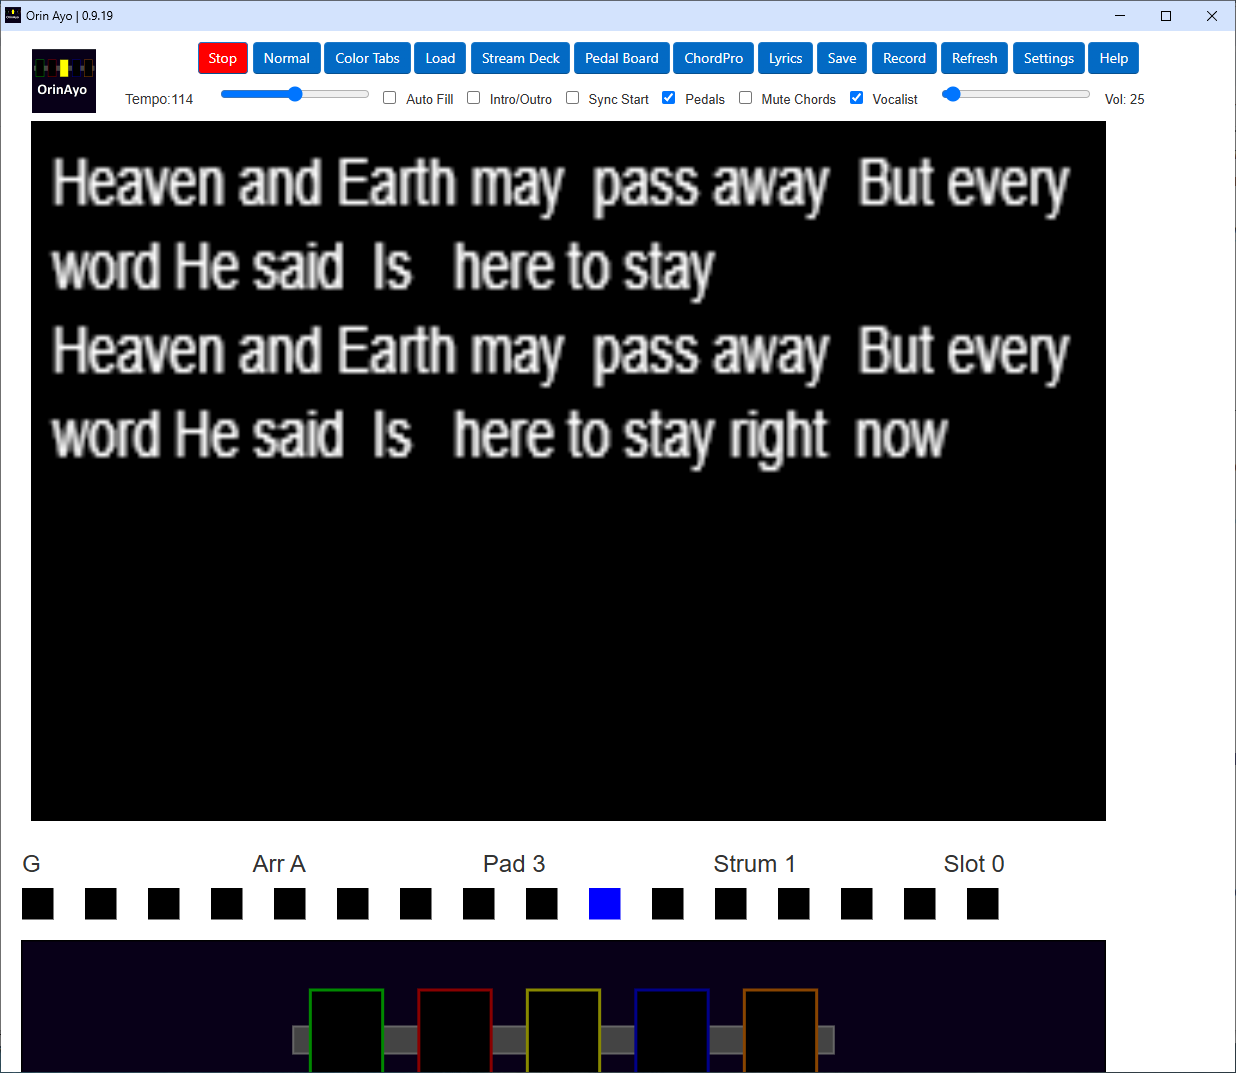 Orin Ayo | 0.9.19
Stop Normal Color Tabs Load Stream Deck Pedal Board ChordPro Lyrics Save Record Refresh Settings Help
OrinAyo
Tempo:114 Auto Fill Intro/Outro Sync Start Pedals Mute Chords Vocalist Vol: 25
Heaven and Earth may pass away But every
word He said Is here to stay
Heaven and Earth may pass away But every
word He said Is here to stay right now
G Arr A Pad 3 Strum 1 Slot 0